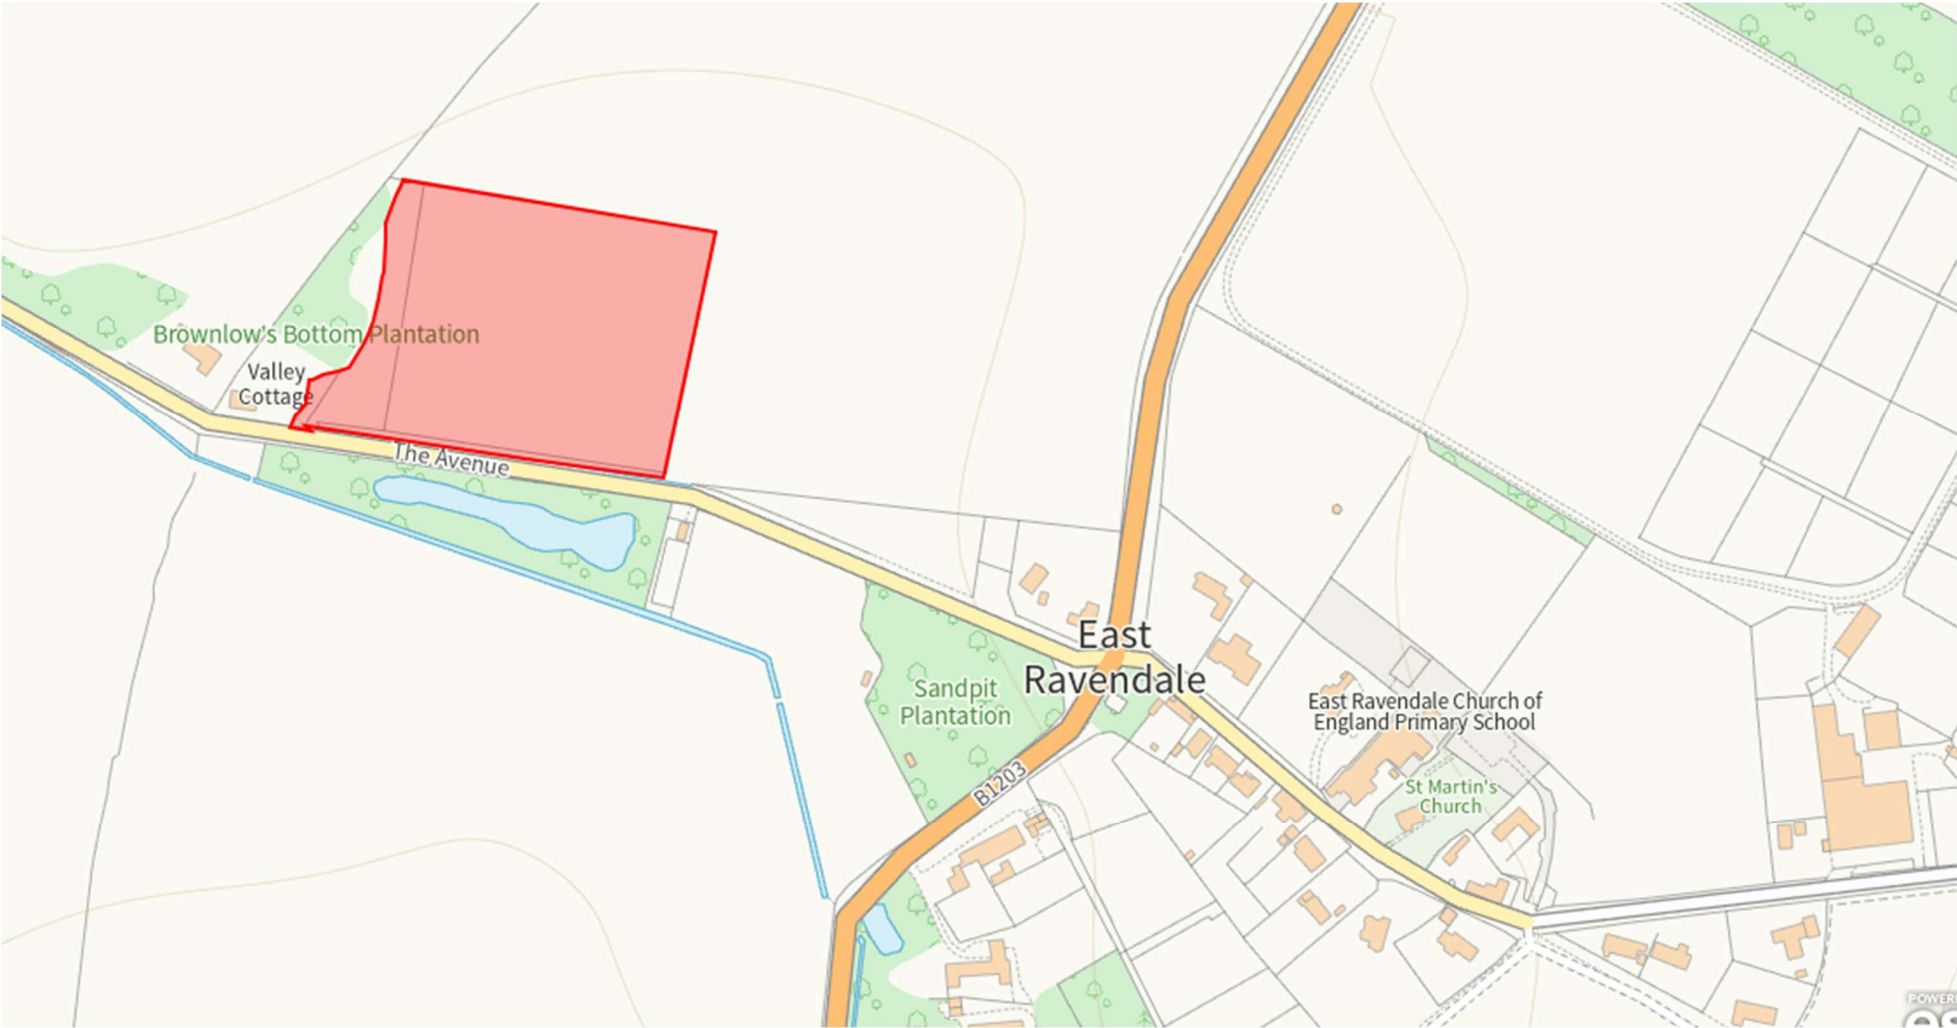 Brownlow's Bottom Plantation
Valley
Cottage
The Avenue
East
Ravendale
Sandpit
Plantation
East Ravendale Church of
England Primary School
B1203
St Martin's
Church